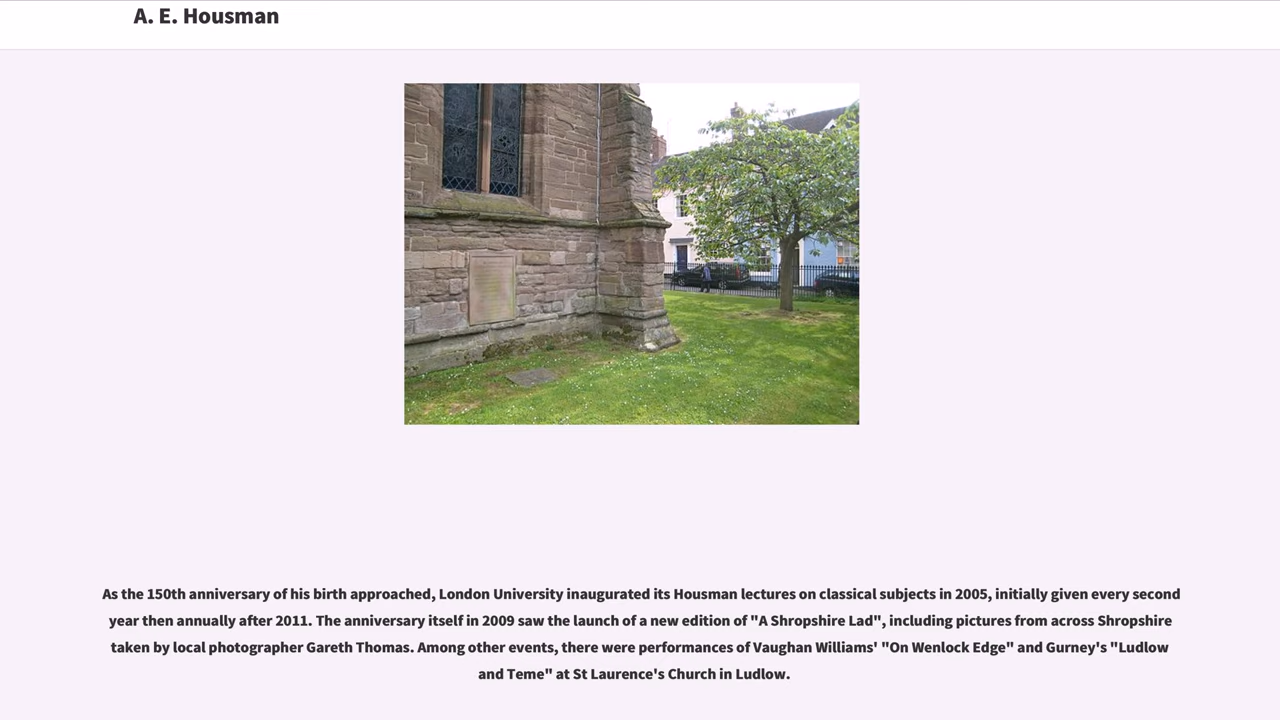 A. E. Housman
As the 150th anniversary of his birth approached, London University inaugurated its Housman lectures on classical subjects in 2005, initially given every second
year then annually after 2011. The anniversary itself in 2009 saw the launch of a new edition of "A Shropshire Lad", including pictures from across Shropshire
taken by local photographer Gareth Thomas. Among other events, there were performances of Vaughan Williams' "On Wenlock Edge" and Gurney's "Ludlow
and Teme" at St Laurence's Church in Ludlow.